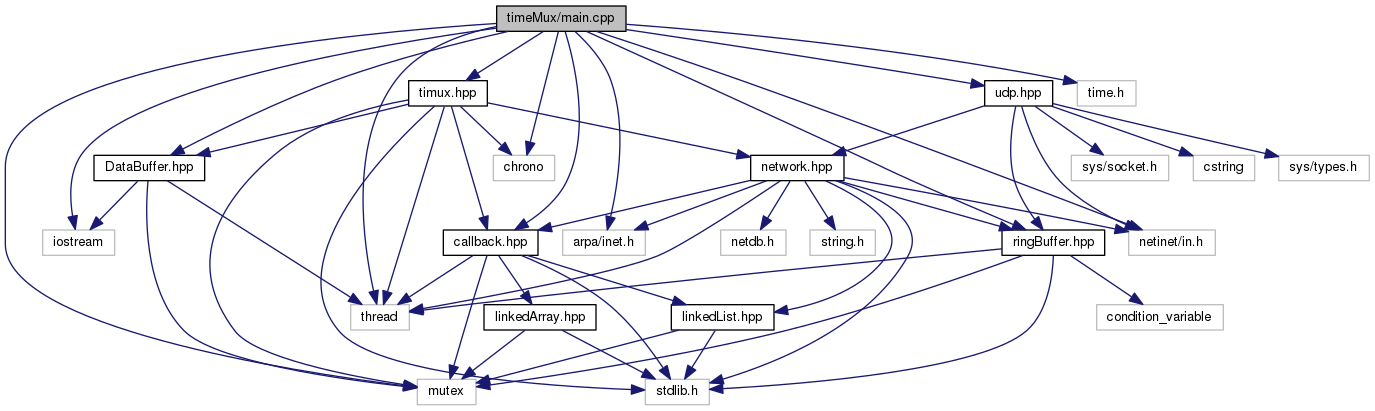 timeMux/main.cpp
timux.hpp
udp.hpp
time.h
DataBuffer.hpp
chrono
network.hpp
sys/socket.h
cstring
sys/types.h
iostream
callback.hpp
arpa/inet.h
netdb.h
string.h
ringBuffer.hpp
netinet/in.h
thread
linkedArray.hpp
linkedList.hpp
condition_variable
mutex
stdlib.h